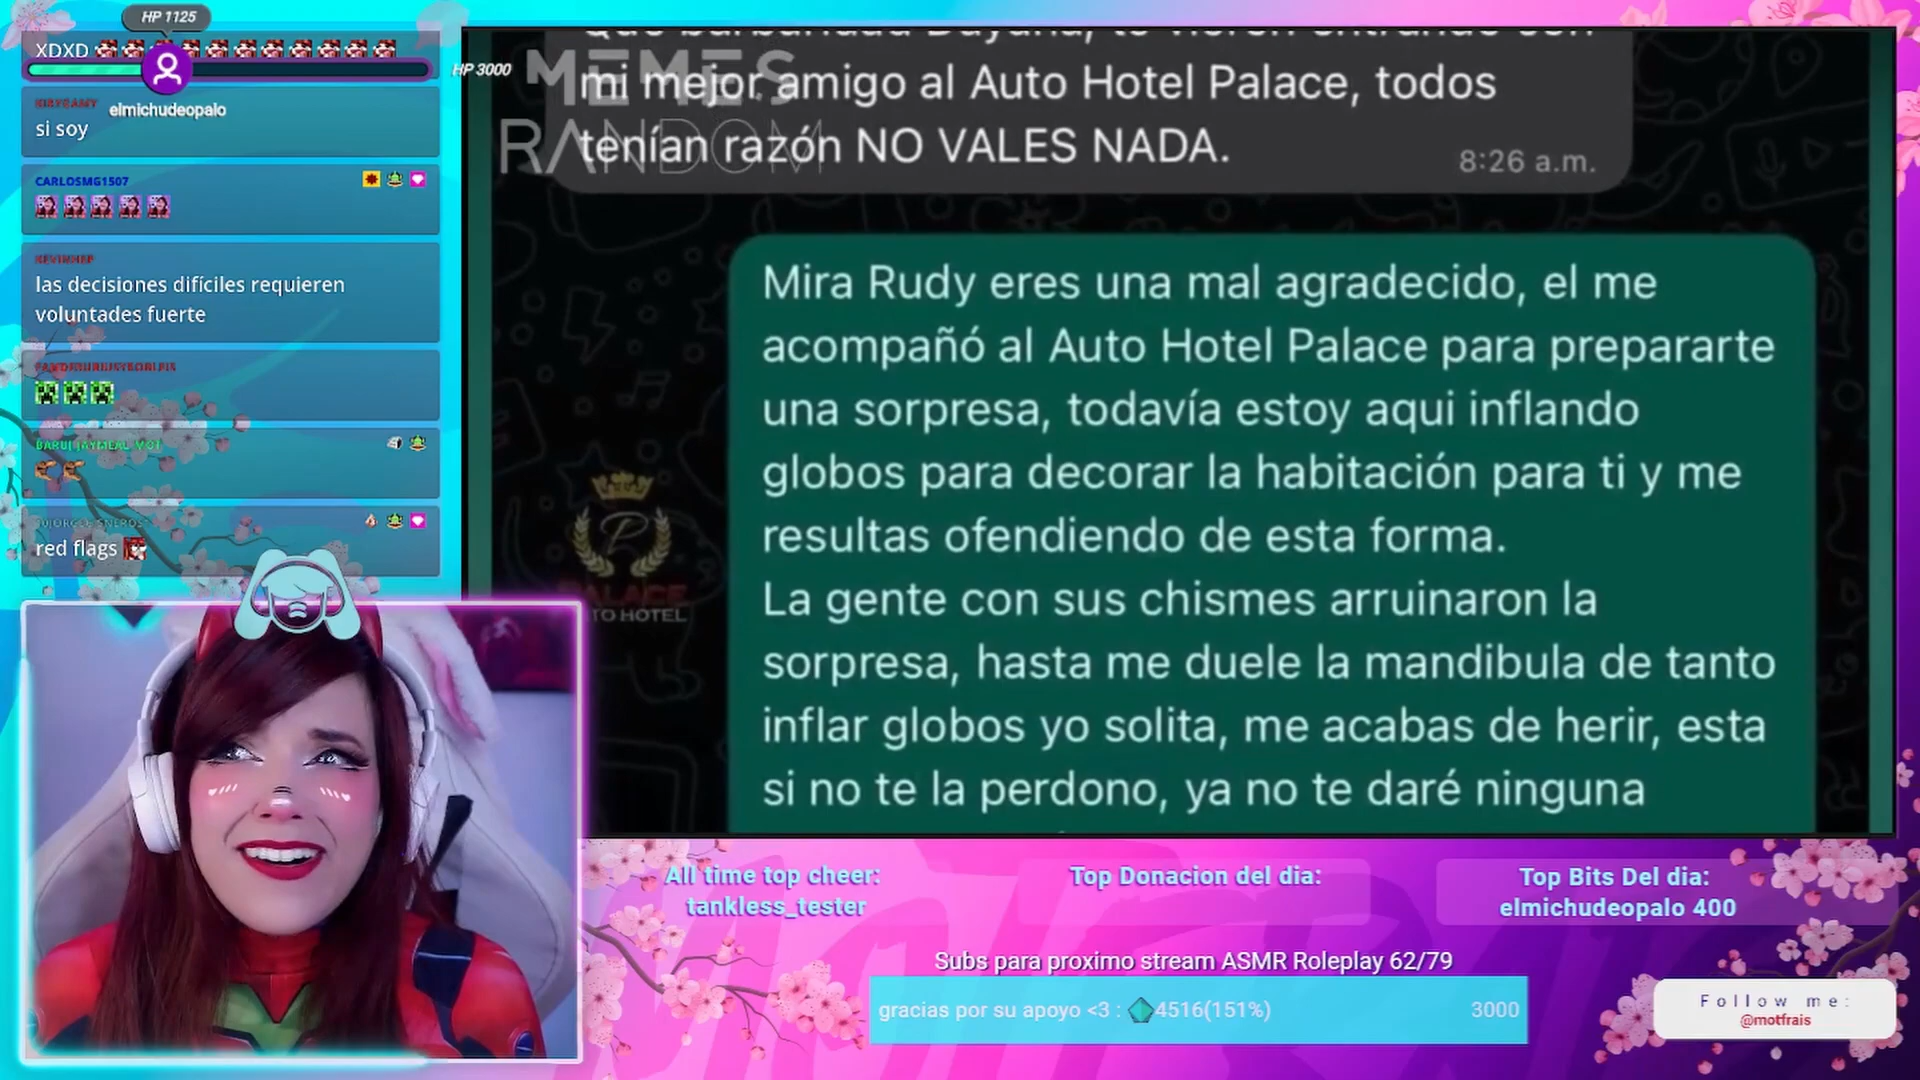 HP 1125
XDXD
HP 3000
elmichudeopalo
si soy
CARLOSMG1507
las decisiones difíciles requieren
voluntades fuerte
red flags
MEMES
RANDOM
mi mejor amigo al Auto Hotel Palace, todos
tenían razón NO VALES NADA.
8:26 a.m.
Mira Rudy eres una mal agradecido, el me
acompañó al Auto Hotel Palace para prepararte
una sorpresa, todavía estoy aqui inflando
globos para decorar la habitación para ti y me
resultas ofendiendo de esta forma.
La gente con sus chismes arruinaron la
sorpresa, hasta me duele la mandibula de tanto
inflar globos yo solita, me acabas de herir, esta
si no te la perdono, ya no te daré ninguna
P
PALACE
TO HOTEL
All time top cheer:
tankless_tester
Top Donacion del dia:
Top Bits Del dia:
elmichudeopalo 400
Subs para proximo stream ASMR Roleplay 62/79
gracias por su apoyo <3 : 4516(151%)
3000
Follow me:
@motfrais